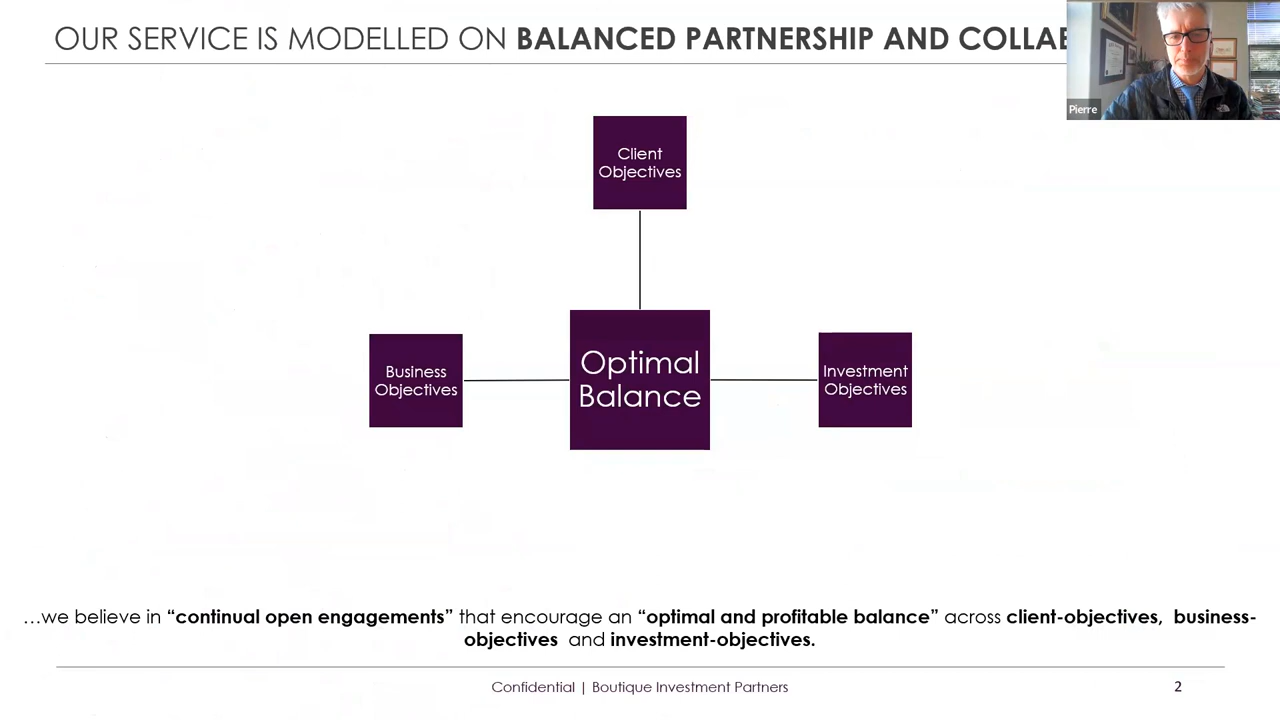 OUR SERVICE IS MODELLED ON BALANCED PARTNERSHIP AND
Pierre
Client
Objectives
Business
Objectives
Optimal
Balance
Investment
Objectives
…we believe in “continual open engagements” that encourage an “optimal and profitable balance” across client-objectives, business-
objectives and investment-objectives.
Confidential | Boutique Investment Partners
2